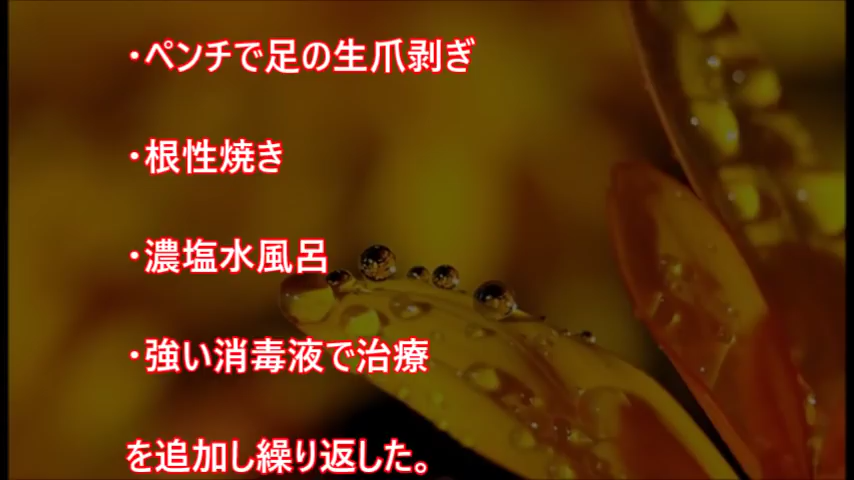 ・ペンチで足の生爪剥ぎ
・根性焼き
・濃塩水風呂
・強い消毒液で治療
を追加し繰り返した。